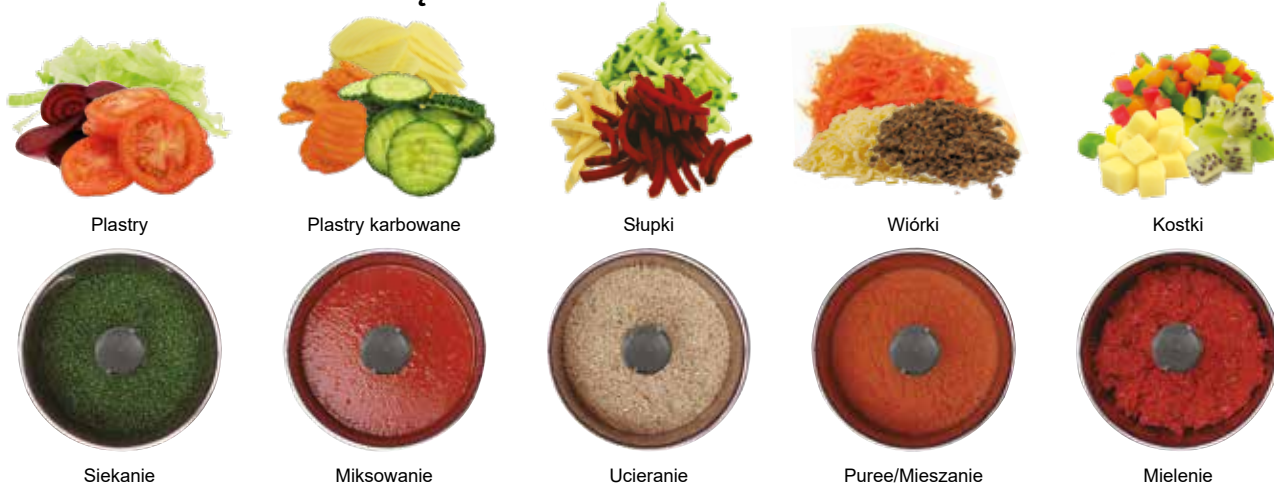 Plastry
Plastry karbowane
Słupki
Wiórki
Kostki
Siekanie
Miksowanie
Ucieranie
Puree/Mieszanie
Mielenie